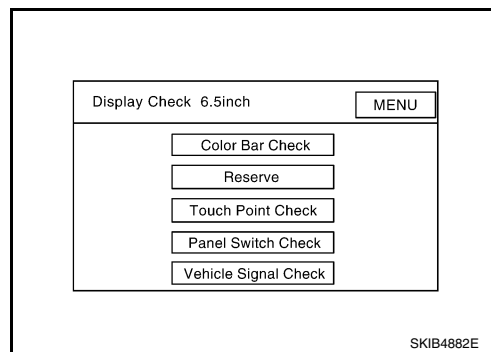 Display Check 6.5inch
MENU
Color Bar Check
Reserve
Touch Point Check
Panel Switch Check
Vehicle Signal Check
SKIB4882E